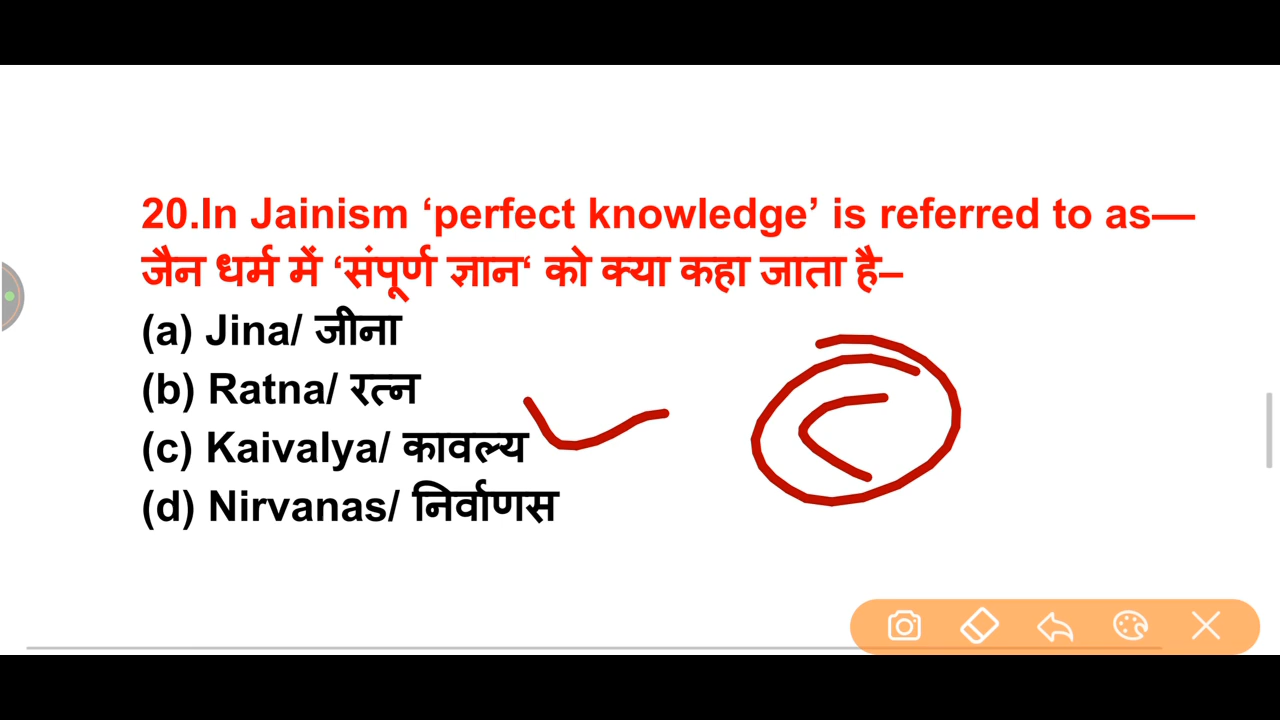 20.In Jainism ‘perfect knowledge’ is referred to as—
जैन धर्म में ‘संपूर्ण ज्ञान‘ को क्या कहा जाता है–
(a) Jina/ जीना
(b) Ratna/ रत्न
(c) Kaivalya/ कावल्य
(d) Nirvanas/ निर्वाणस
C